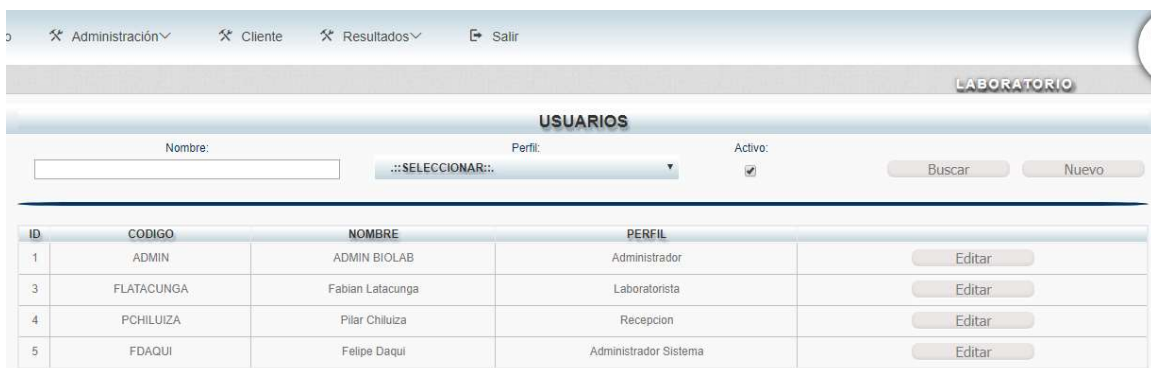 o Administración Cliente Resultados Salir
LABORATORIO
USUARIOS
Nombre: Perfil: Activo:
.::SELECCIONAR::. Buscar Nuevo
ID CODIGO NOMBRE PERFIL
1 ADMIN ADMIN BIOLAB Administrador Editar
3 FLATACUNGA Fabian Latacunga Laboratorista Editar
4 PCHILUIZA Pilar Chiluiza Recepcion Editar
5 FDAQUI Felipe Daqui Administrador Sistema Editar